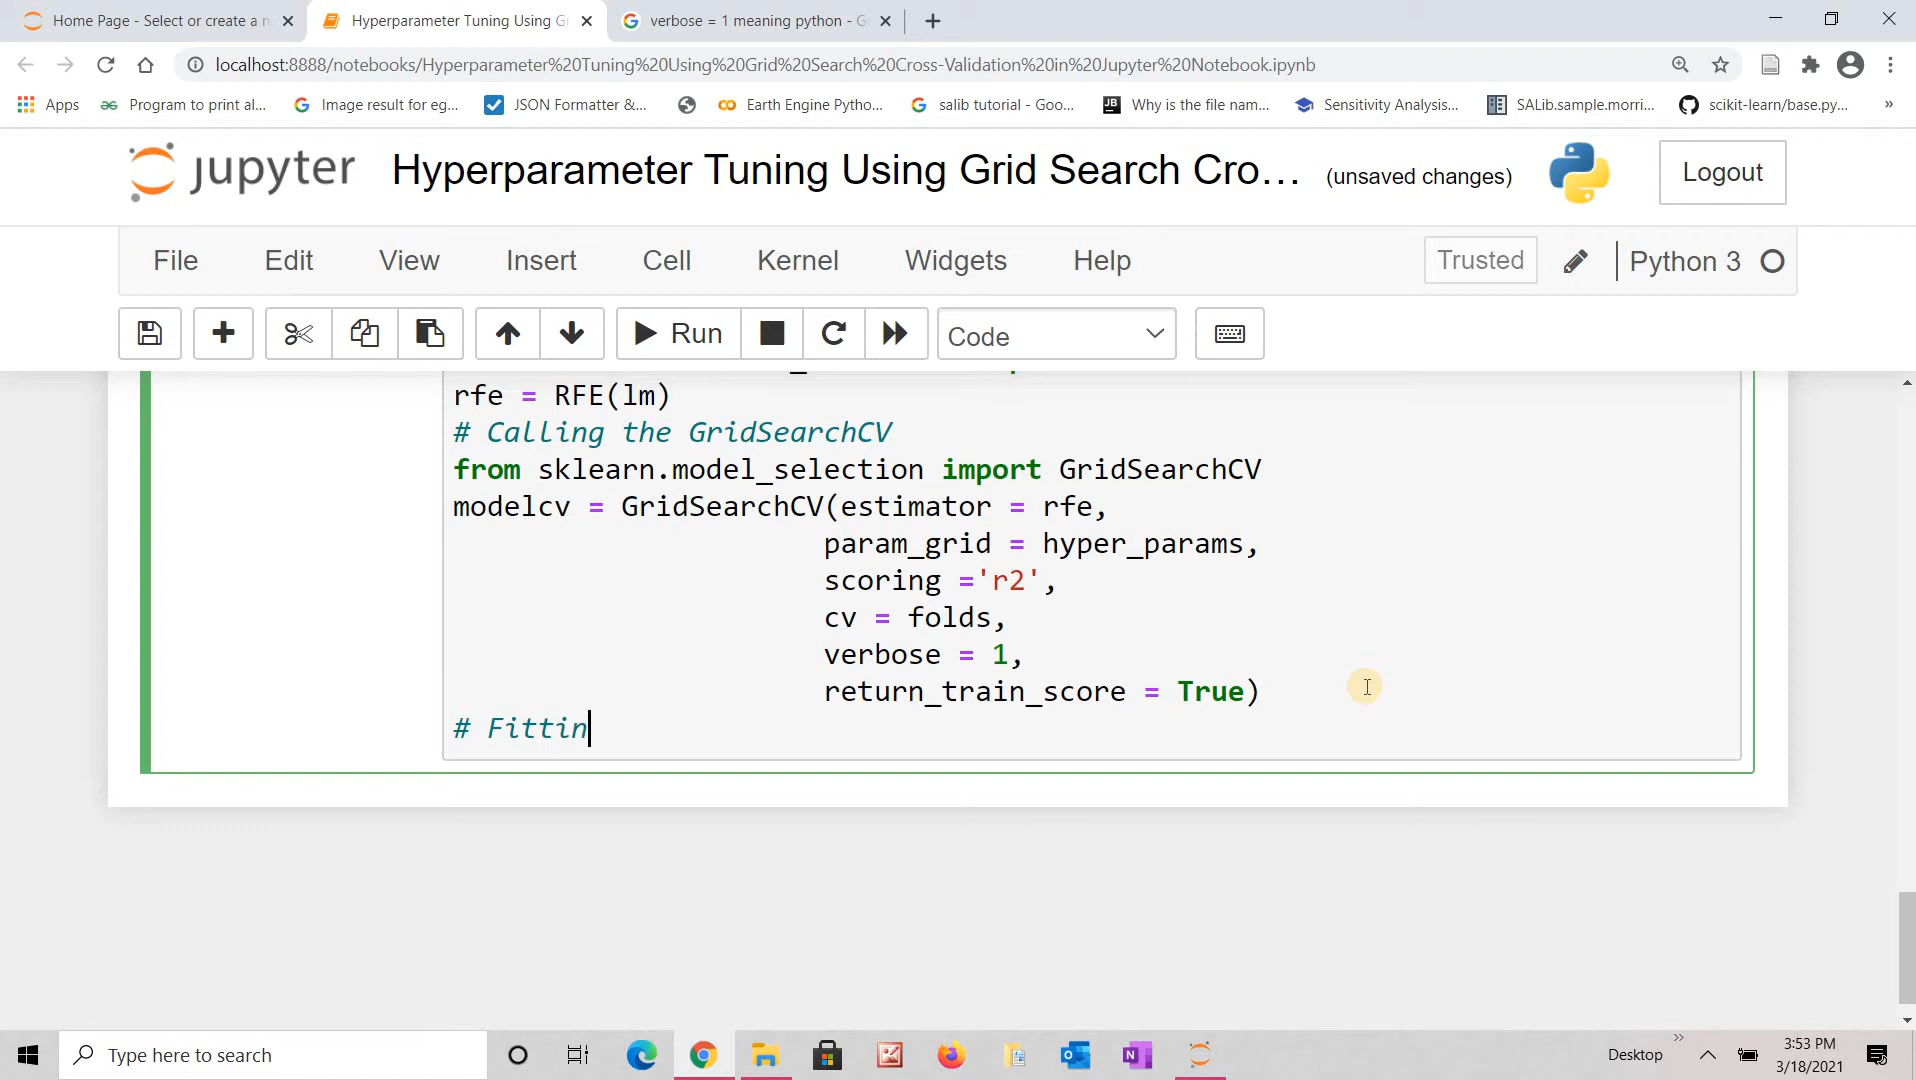 Home Page - Select or create a n
Hyperparameter Tuning Using Gr
verbose = 1 meaning python - G
localhost:8888/notebooks/Hyperparameter%20Tuning%20Using%20Grid%20Search%20Cross-Validation%20in%20Jupyter%20Notebook.ipynb
Apps
Program to print al...
Image result for eg...
JSON Formatter &...
Earth Engine Pytho...
salib tutorial - Goo...
Why is the file nam...
Sensitivity Analysis...
SALib.sample.morri...
scikit-learn/base.py...
»
jupyter
Hyperparameter Tuning Using Grid Search Cro... (unsaved changes)
Logout
File Edit View Insert Cell Kernel Widgets Help
Trusted
Python 3
Run
Code
rfe = RFE(lm)
# Calling the GridSearchCV
from sklearn.model_selection import GridSearchCV
modelcv = GridSearchCV(estimator = rfe,
param_grid = hyper_params,
scoring ='r2',
cv = folds,
verbose = 1,
return_train_score = True)
# Fittin
Type here to search
Desktop
»
3:53 PM
3/18/2021